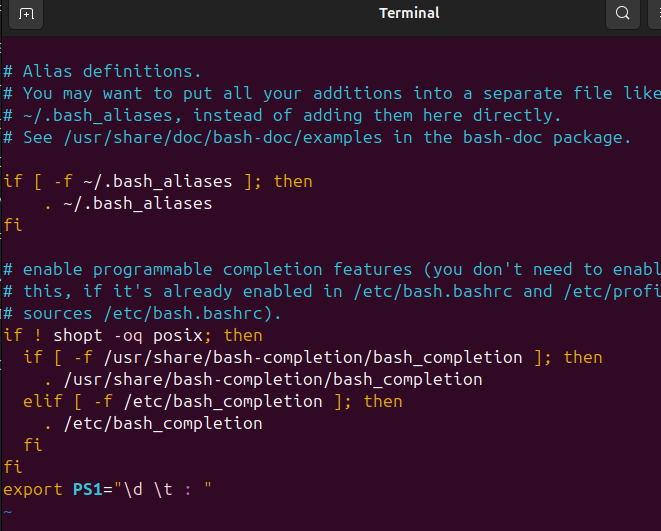 Terminal
# Alias definitions.
# You may want to put all your additions into a separate file like
# ~/.bash_aliases, instead of adding them here directly.
# See /usr/share/doc/bash-doc/examples in the bash-doc package.
if [ -f ~/.bash_aliases ]; then
    . ~/.bash_aliases
fi
# enable programmable completion features (you don't need to enabl
# this, if it's already enabled in /etc/bash.bashrc and /etc/profi
# sources /etc/bash.bashrc).
if ! shopt -oq posix; then
  if [ -f /usr/share/bash-completion/bash_completion ]; then
    . /usr/share/bash-completion/bash_completion
  elif [ -f /etc/bash_completion ]; then
    . /etc/bash_completion
  fi
fi
export PS1="\d \t : "
~